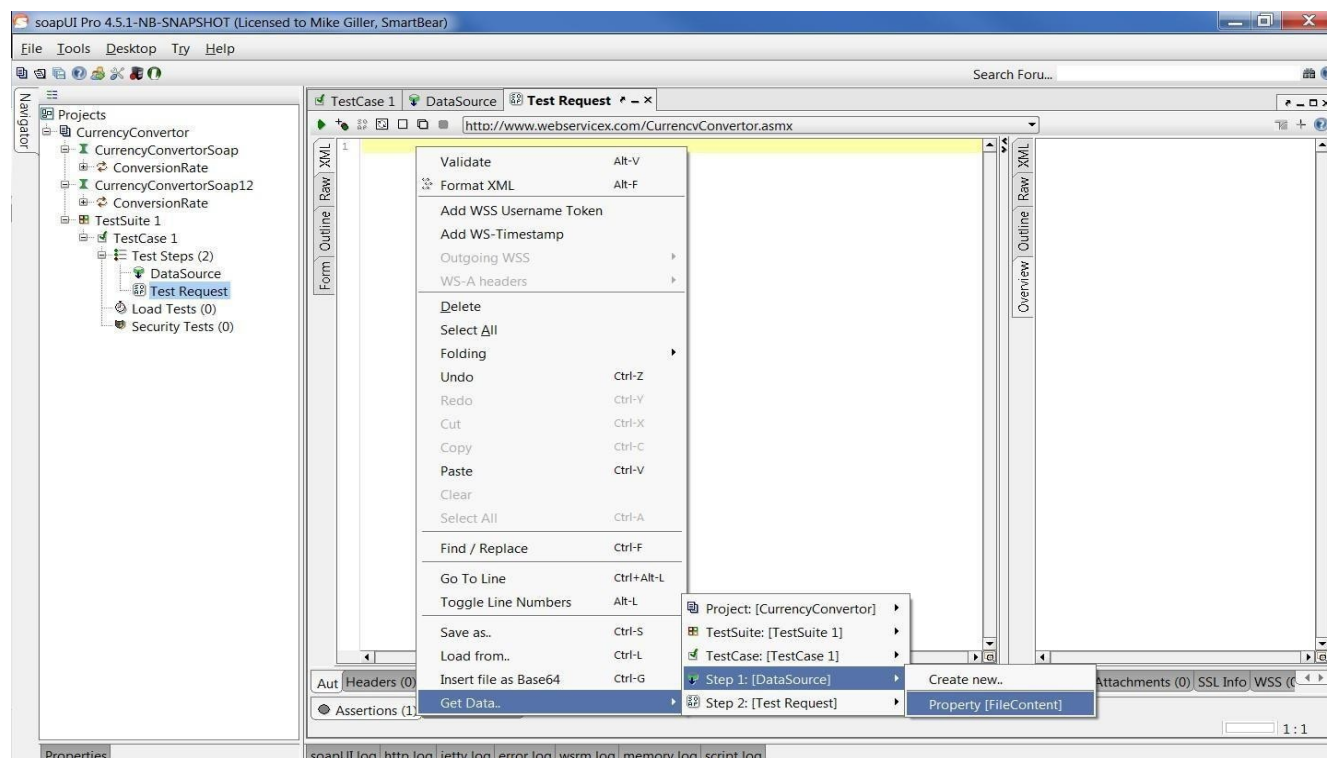 soapUI Pro 4.5.1-NB-SNAPSHOT (Licensed to Mike Giller, SmartBear)
File Tools Desktop Try Help
Search Foru...
Navigator
Projects
CurrencyConvertor
CurrencyConvertorSoap
ConversionRate
CurrencyConvertorSoap12
ConversionRate
TestSuite 1
TestCase 1
Test Steps (2)
DataSource
Test Request
Load Tests (0)
Security Tests (0)
TestCase 1 DataSource Test Request
http://www.webservicex.com/CurrencyConvertor.asmx
XML
Raw
Outline
Form
1
Validate Alt-V
Format XML Alt-F
Add WSS Username Token
Add WS-Timestamp
Outgoing WSS
WS-A headers
Delete
Select All
Folding
Undo Ctrl-Z
Redo Ctrl-Y
Cut Ctrl-X
Copy Ctrl-C
Paste Ctrl-V
Clear
Select All Ctrl-A
Find / Replace Ctrl-F
Go To Line Ctrl+Alt-L
Toggle Line Numbers Alt-L
Save as.. Ctrl-S
Load from.. Ctrl-L
Insert file as Base64 Ctrl-G
Get Data..
Project: [CurrencyConvertor]
TestSuite: [TestSuite 1]
TestCase: [TestCase 1]
Step 1: [DataSource]
Step 2: [Test Request]
Create new..
Property [FileContent]
XML
Raw
Outline
Overview
Aut Headers (0) Attachments (0) SSL Info WSS (
Assertions (1)
1:1
Properties
soapUI log http log jetty log error log wsrm log memory log script log